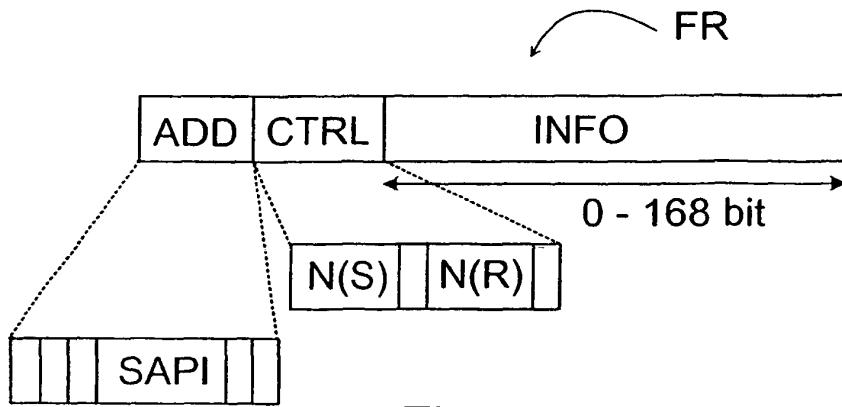 FR
ADD CTRL INFO
0 - 168 bit
N(S) N(R)
SAPI